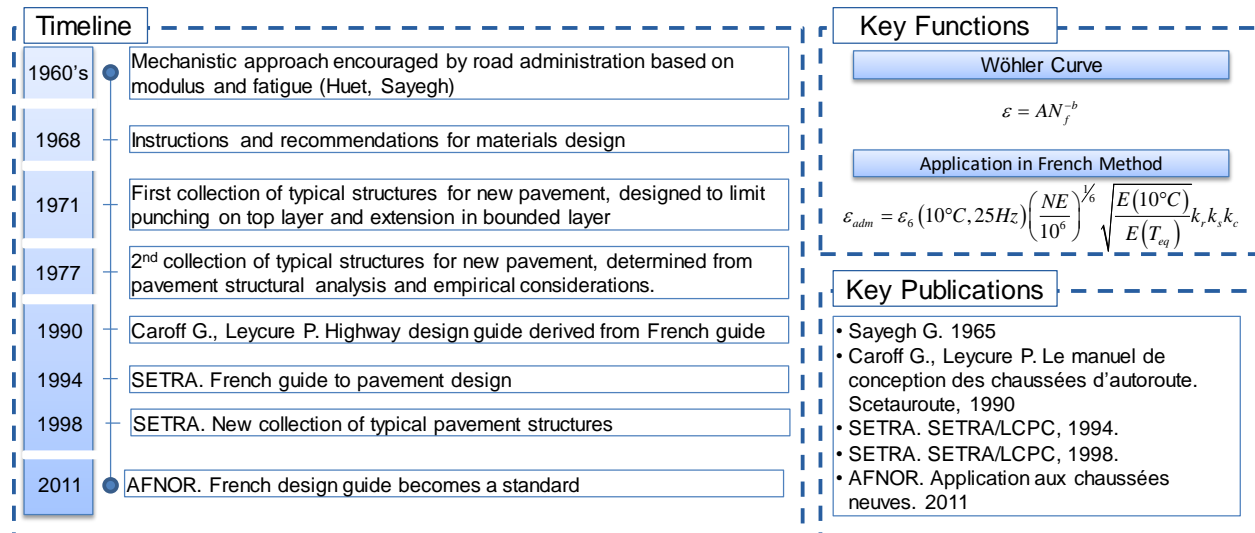 Timeline
1960's
Mechanistic approach encouraged by road administration based on
modulus and fatigue (Huet, Sayegh)
1968
Instructions and recommendations for materials design
1971
First collection of typical structures for new pavement, designed to limit
punching on top layer and extension in bounded layer
1977
2nd collection of typical structures for new pavement, determined from
pavement structural analysis and empirical considerations.
1990
Caroff G., Leycure P. Highway design guide derived from French guide
1994
SETRA. French guide to pavement design
1998
SETRA. New collection of typical pavement structures
2011
AFNOR. French design guide becomes a standard
Key Functions
Wöhler Curve
ε = AN_f^{-b}
Application in French Method
ε_{adm} = ε_6 (10°C, 25Hz) (NE/10^6)^{1/6} √(E(10°C)/E(T_{eq})) k_r k_s k_c
Key Publications
• Sayegh G. 1965
• Caroff G., Leycure P. Le manuel de
conception des chaussées d'autoroute.
Scetauroute, 1990
• SETRA. SETRA/LCPC, 1994.
• SETRA. SETRA/LCPC, 1998.
• AFNOR. Application aux chaussées
neuves. 2011